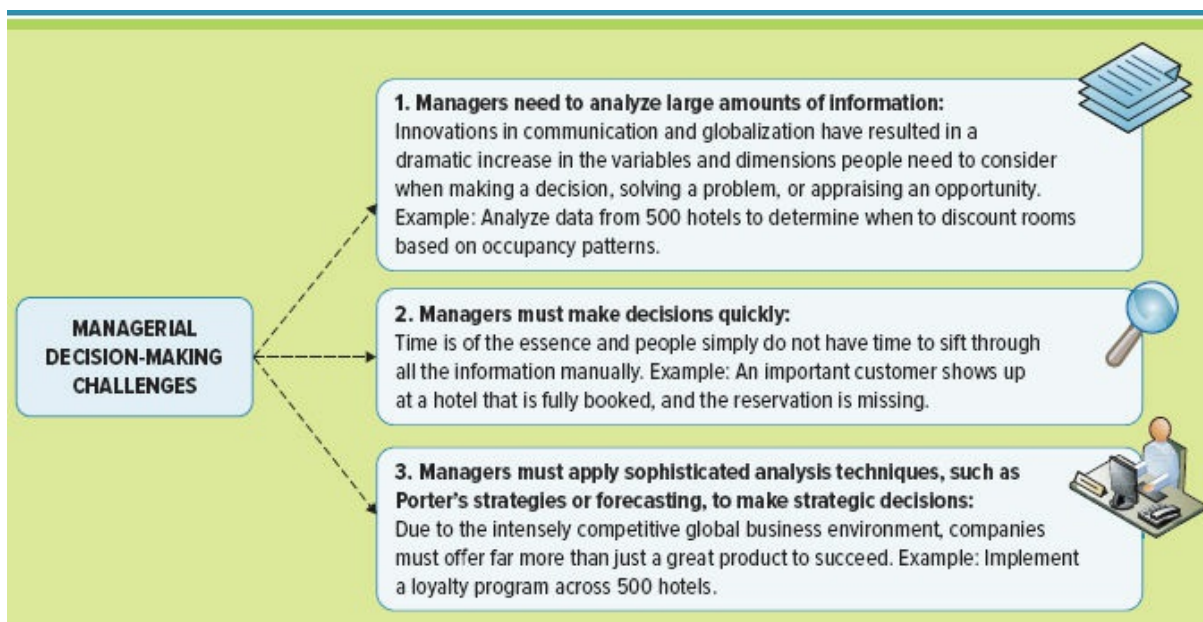 MANAGERIAL
DECISION-MAKING
CHALLENGES
1. Managers need to analyze large amounts of information:
Innovations in communication and globalization have resulted in a
dramatic increase in the variables and dimensions people need to consider
when making a decision, solving a problem, or appraising an opportunity.
Example: Analyze data from 500 hotels to determine when to discount rooms
based on occupancy patterns.
2. Managers must make decisions quickly:
Time is of the essence and people simply do not have time to sift through
all the information manually. Example: An important customer shows up
at a hotel that is fully booked, and the reservation is missing.
3. Managers must apply sophisticated analysis techniques, such as
Porter's strategies or forecasting, to make strategic decisions:
Due to the intensely competitive global business environment, companies
must offer far more than just a great product to succeed. Example: Implement
a loyalty program across 500 hotels.